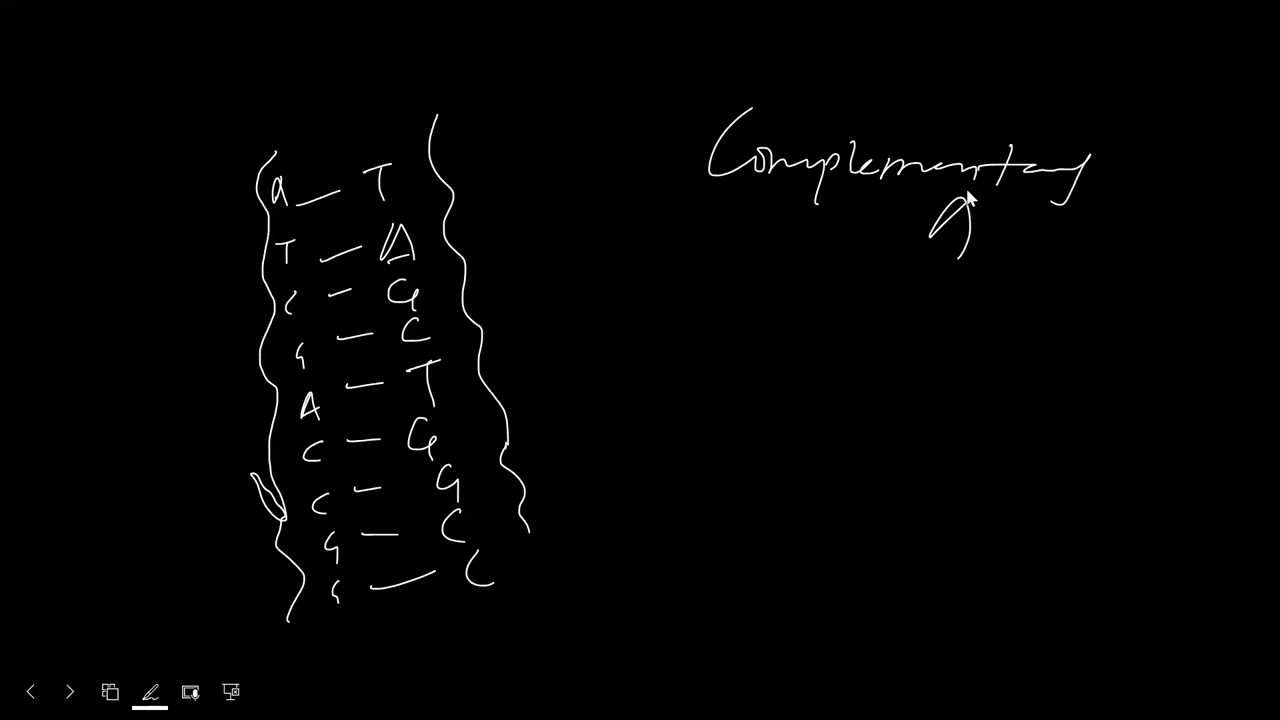 Complementary
a — T
T — A
C — G
G — C
A — T
C — G
C — G
G — C
G — C